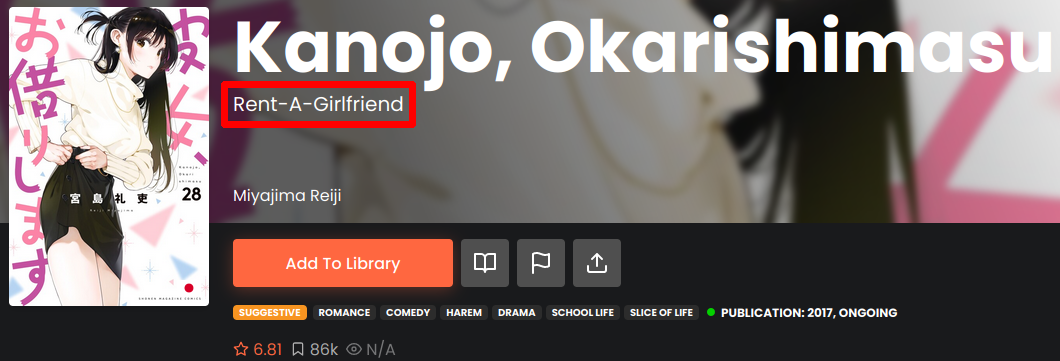 彼女、
お借りします
Kanojo,
Okari
shimasu
28
宮島礼吏
Reiji Miyajima
SHONEN MAGAZINE COMICS
Kanojo, Okarishimasu
Rent-A-Girlfriend
Miyajima Reiji
Add To Library
SUGGESTIVE ROMANCE COMEDY HAREM DRAMA SCHOOL LIFE SLICE OF LIFE PUBLICATION: 2017, ONGOING
6.81 86k N/A